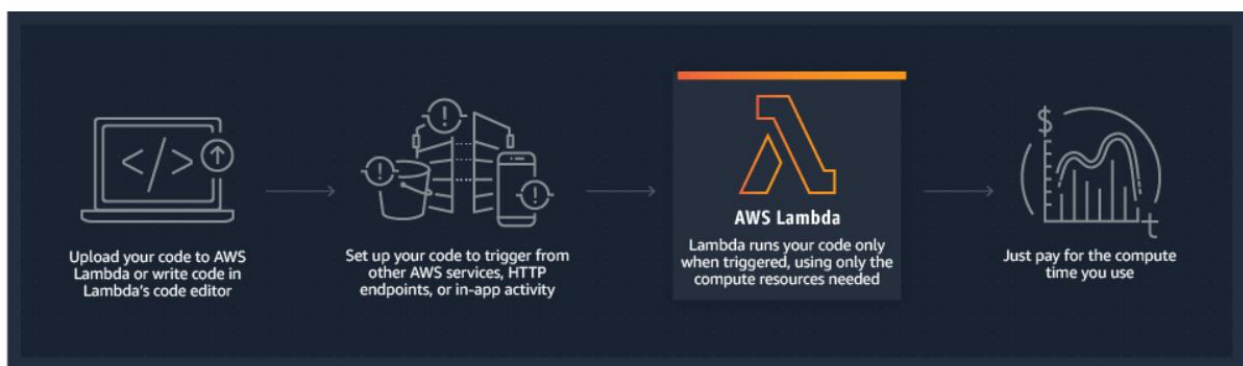 </>
Upload your code to AWS
Lambda or write code in
Lambda's code editor
Set up your code to trigger from
other AWS services, HTTP
endpoints, or in-app activity
AWS Lambda
Lambda runs your code only
when triggered, using only the
compute resources needed
$
t
Just pay for the compute
time you use